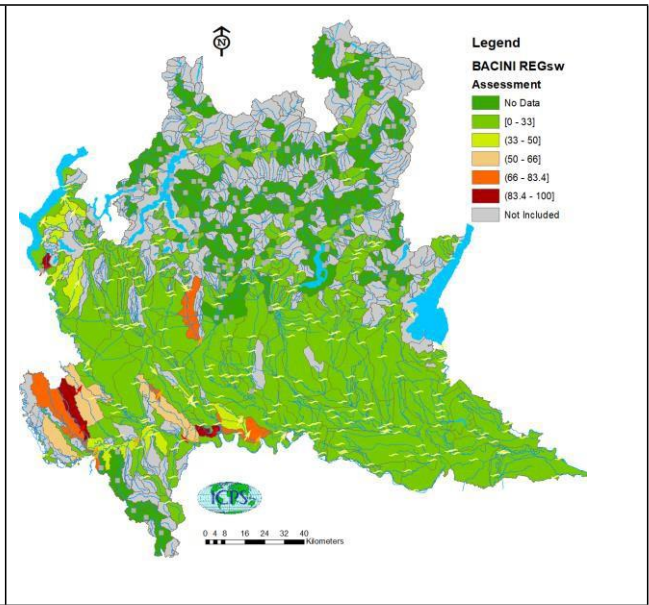 N
Legend
BACINI REGsw
Assessment
No Data
[0 - 33]
(33 - 50]
(50 - 66]
(66 - 83.4]
(83.4 - 100]
Not Included
ICPS
0 4 8 16 24 32 40
Kilometers